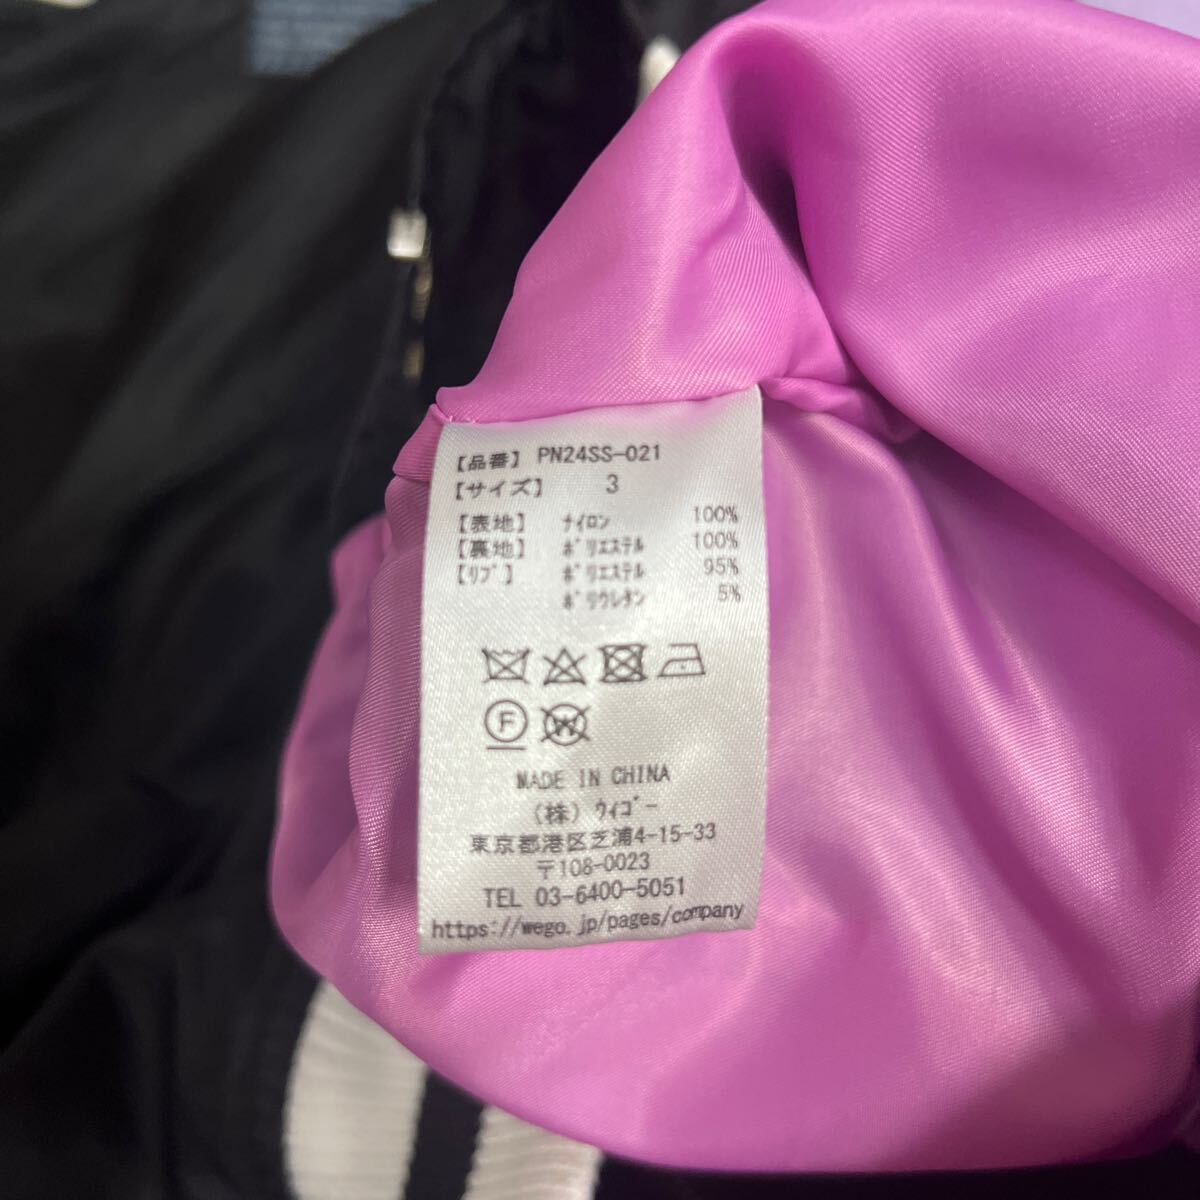 【品番】 PN24SS-021
【サイズ】 3
【表地】 ナイロン 100%
【裏地】 ポリエステル 100%
【リブ】 ポリエステル 95%
ポリウレタン 5%
F
W
MADE IN CHINA
(株) ウィゴー
東京都港区芝浦4-15-33
〒108-0023
TEL 03-6400-5051
https://wego.jp/pages/company